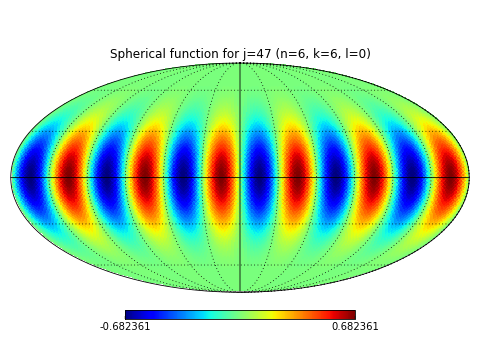 Spherical function for j=47 (n=6, k=6, l=0)
-0.682361 0.682361